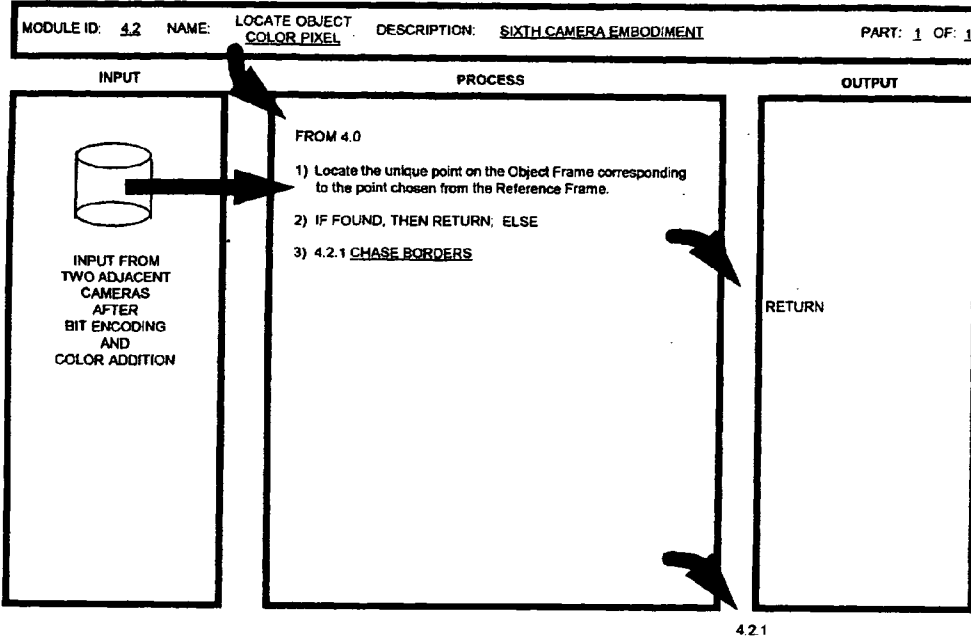 MODULE ID: 4.2 NAME: LOCATE OBJECT COLOR PIXEL DESCRIPTION: SIXTH CAMERA EMBODIMENT PART: 1 OF: 1
INPUT
PROCESS
OUTPUT
INPUT FROM
TWO ADJACENT
CAMERAS
AFTER
BIT ENCODING
AND
COLOR ADDITION
FROM 4.0
1) Locate the unique point on the Object Frame corresponding
to the point chosen from the Reference Frame.
2) IF FOUND, THEN RETURN; ELSE
3) 4.2.1 CHASE BORDERS
RETURN
4.2.1